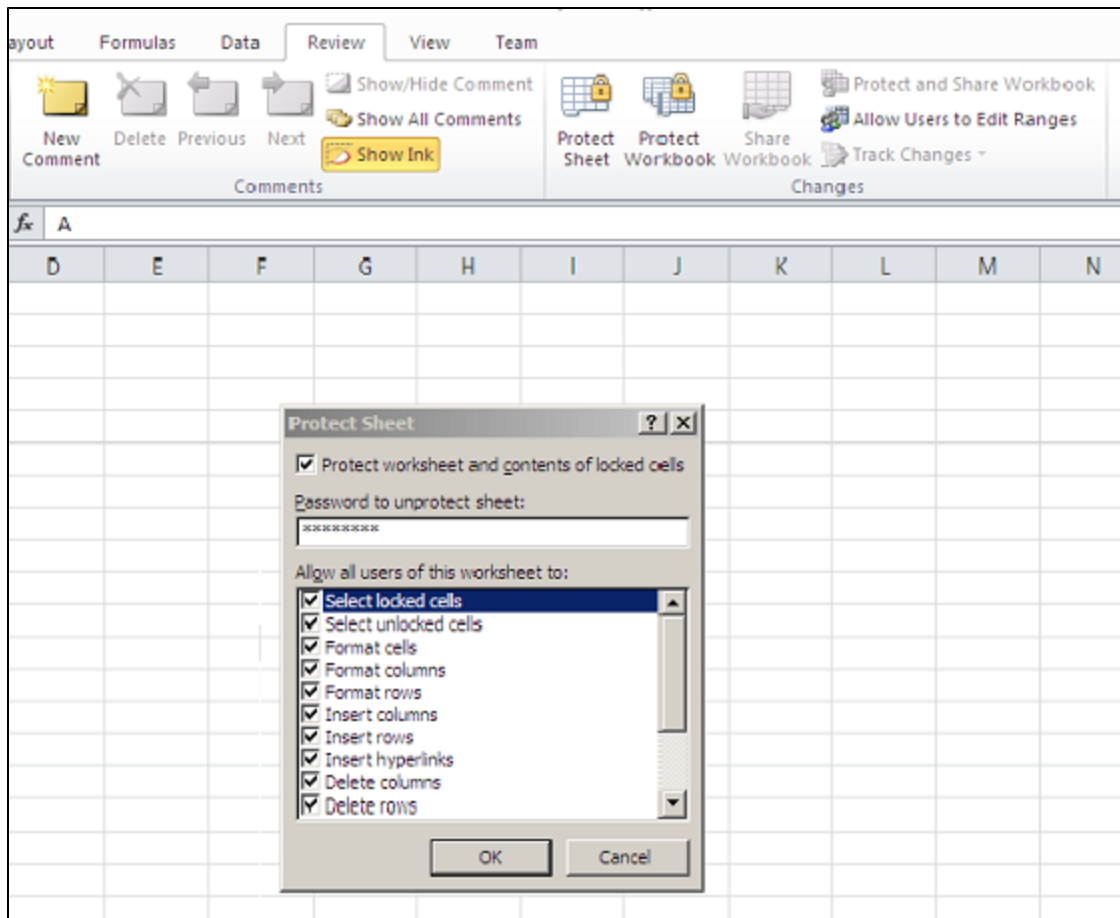 ayout Formulas Data Review View Team
New Comment
Delete Previous Next
Show/Hide Comment
Show All Comments
Show Ink
Comments
Protect Sheet
Protect Workbook
Share Workbook
Protect and Share Workbook
Allow Users to Edit Ranges
Track Changes
Changes
fx A
D E F G H I J K L M N
Protect Sheet ? X
Protect worksheet and contents of locked cells
Password to unprotect sheet:
********
Allow all users of this worksheet to:
Select locked cells
Select unlocked cells
Format cells
Format columns
Format rows
Insert columns
Insert rows
Insert hyperlinks
Delete columns
Delete rows
OK Cancel